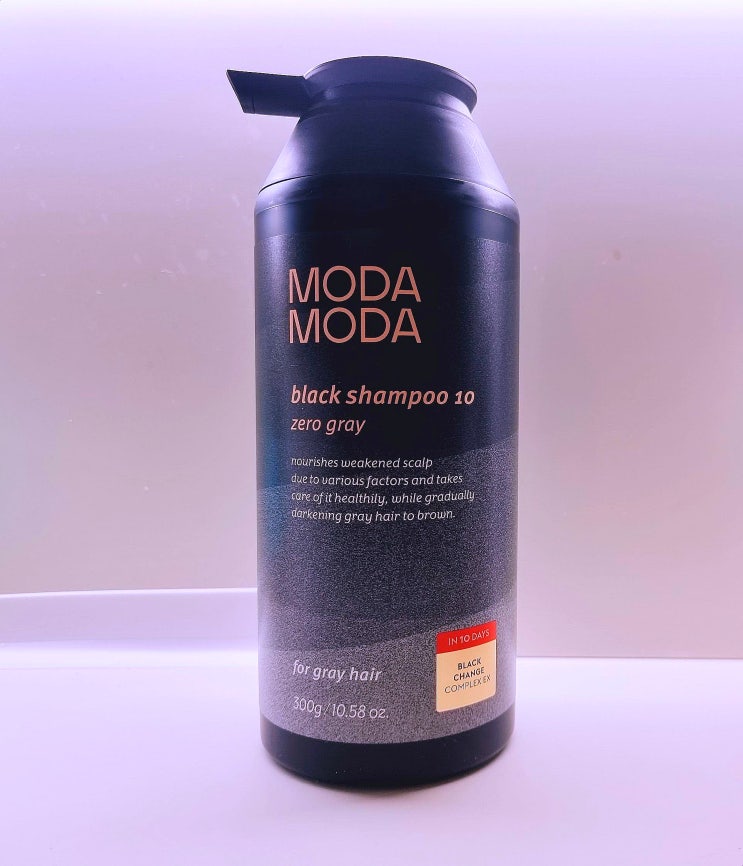 MODA
MODA
black shampoo 10
zero gray
nourishes weakened scalp
due to various factors and takes
care of it healthily, while gradually
darkening gray hair to brown.
IN 10 DAYS
BLACK
CHANGE
COMPLEX EX
for gray hair
300g/10.58 oz.